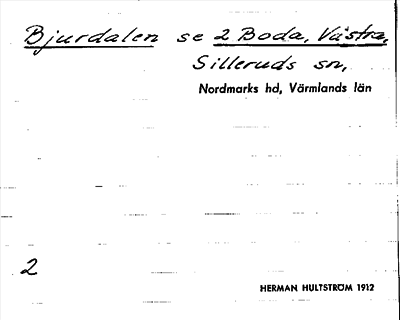 Bjurdalen se 2 Boda, Västra,
Silleruds sn,
Nordmarks hd, Värmlands län
2
HERMAN HULTSTRÖM 1912